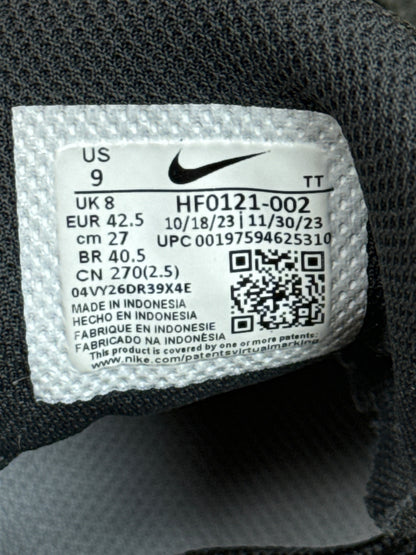 US
9
TT
UK 8
HF0121-002
EUR 42.5
10/18/23 | 11/30/23
cm 27
UPC 00197594625310
BR 40.5
CN 270(2.5)
04VY26DR39X4E
MADE IN INDONESIA
HECHO EN INDONESIA
FABRIQUE EN INDONESIE
FABRICADO NA INDONÉSIA
This product is covered by one or more patents:
www.nike.com/patentsvirtualmarking